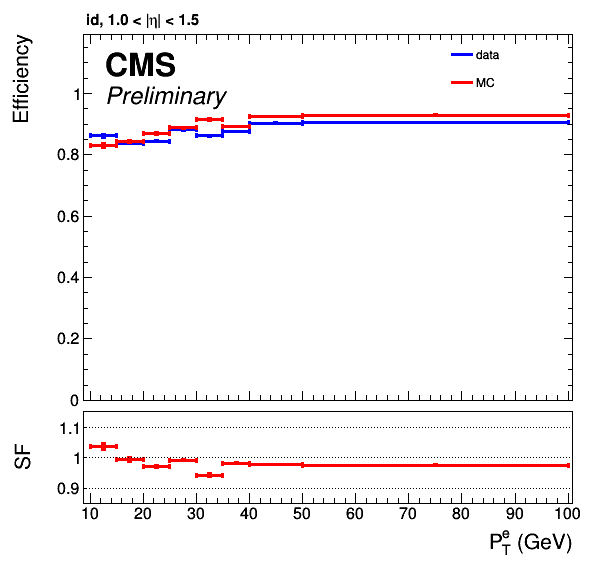 id, 1.0 < |η| < 1.5
Efficiency
CMS
Preliminary
data
MC
1
0.8
0.6
0.4
0.2
0
SF
1.1
1
0.9
10 20 30 40 50 60 70 80 90 100
P_T^e (GeV)